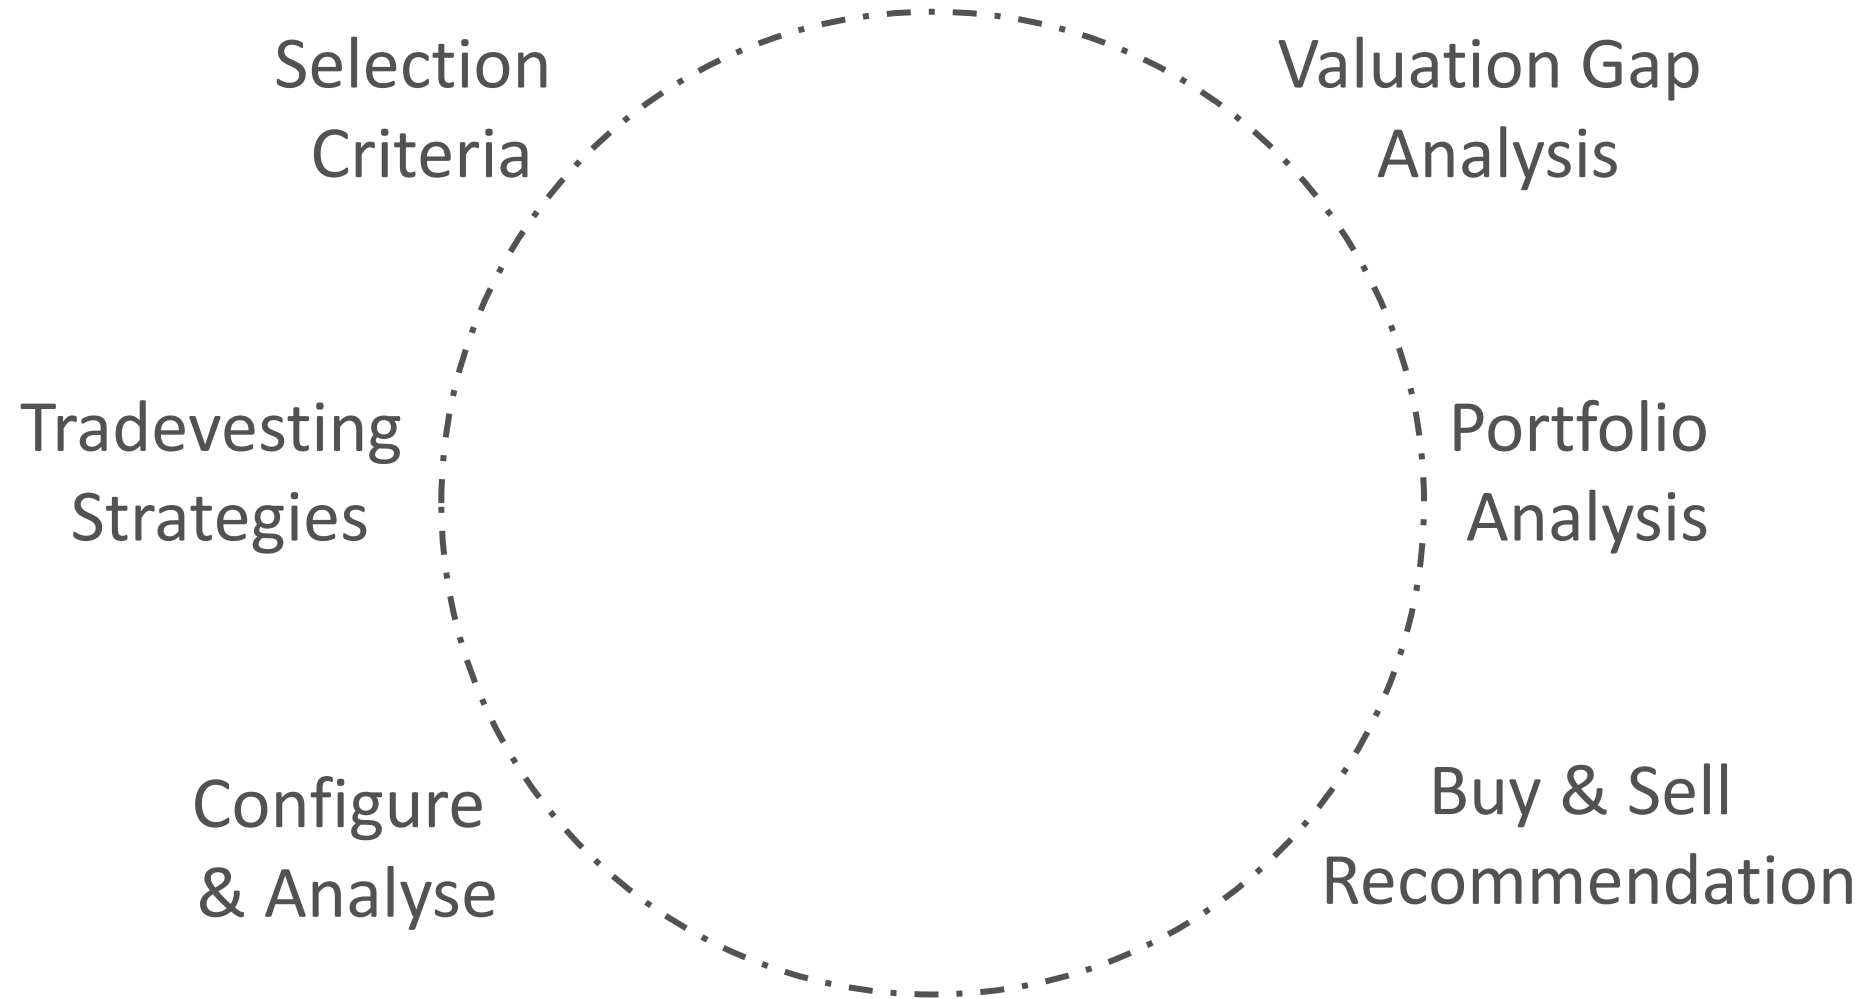 Selection
Criteria
Valuation Gap
Analysis
Tradevesting
Strategies
Portfolio
Analysis
Configure
& Analyse
Buy & Sell
Recommendation